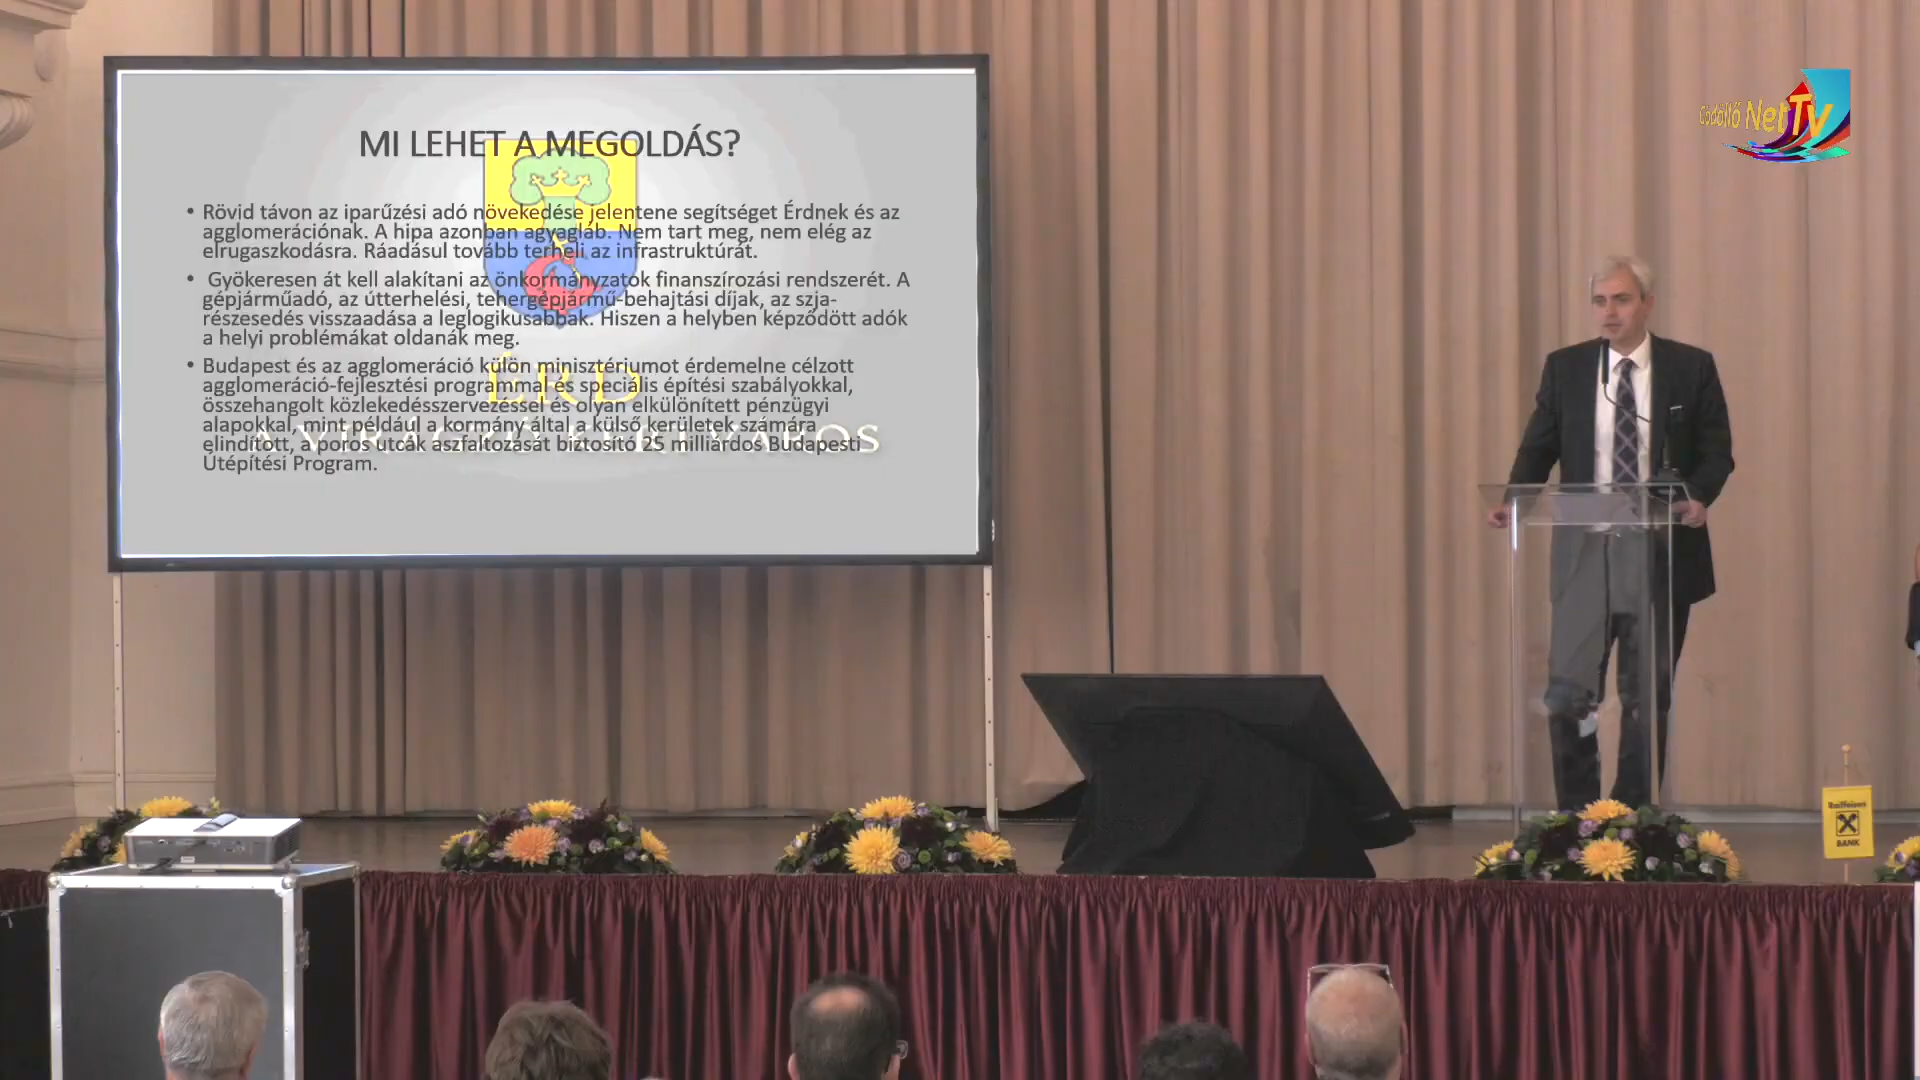 MI LEHET A MEGOLDÁS?
• Rövid távon az iparűzési adó növekedése jelentene segítséget Érdnek és az
agglomerációnak. A hipa azonban agyagláb. Nem tart meg, nem elég az
elrugaszkodásra. Ráadásul tovább terheli az infrastruktúrát.
• Gyökeresen át kell alakítani az önkormányzatok finanszírozási rendszerét. A
gépjárműadó, az útterhelési, tehergépjármű-behajtási díjak, az szja-
részesedés visszaadása a leglogikusabbak. Hiszen a helyben képződött adók
a helyi problémákat oldanák meg.
• Budapest és az agglomeráció külön minisztériumot érdemelne célzott
agglomeráció-fejlesztési programmal és speciális építési szabályokkal,
összehangolt közlekedésszervezéssel és olyan elkülönített pénzügyi
alapokkal, mint például a kormány által a külső kerületek számára
elindított, a poros utcák aszfaltozását biztosító 25 milliárdos Budapesti
Útépítési Program.
ÉRD
A VIRÁGZÓ KERTVÁROS
Gödöllő NetTv
Raiffeisen
BANK